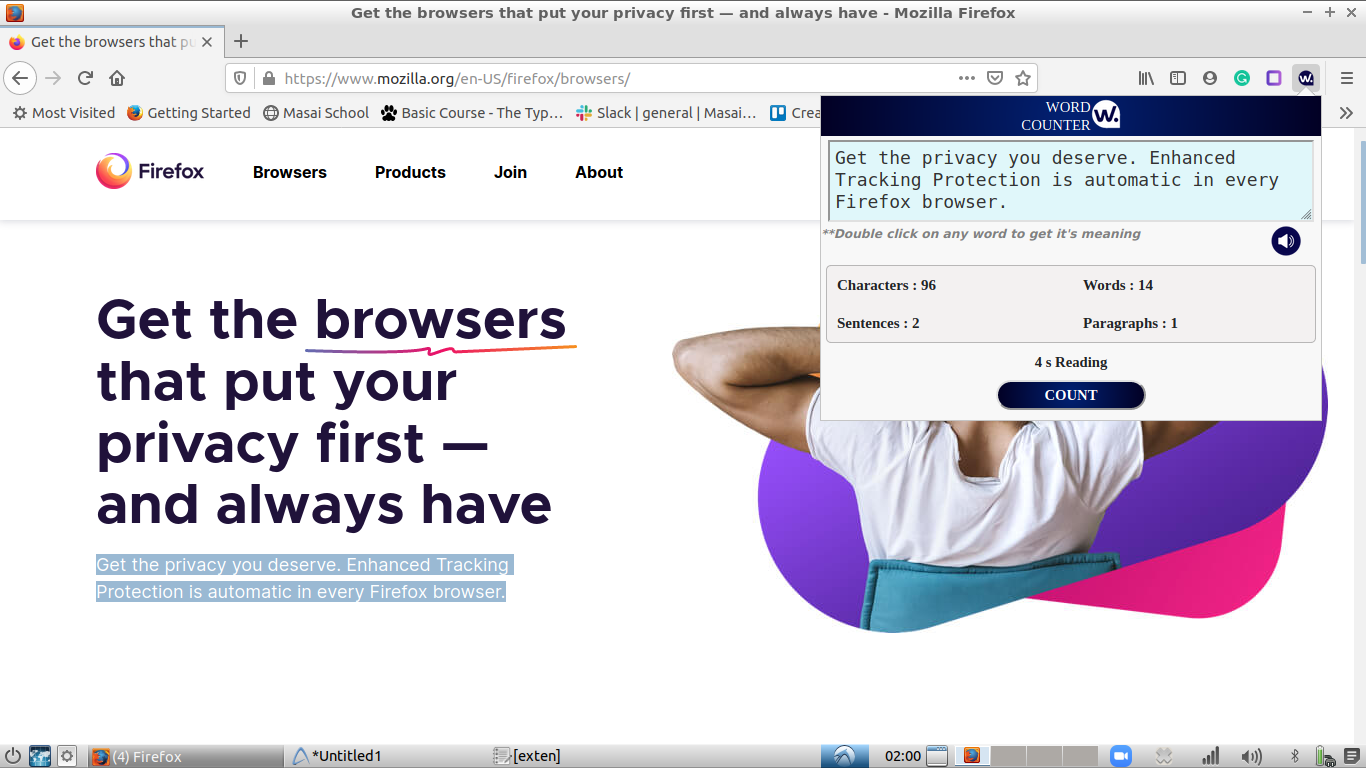 Get the browsers that put your privacy first — and always have - Mozilla Firefox
Get the browsers that pu
https://www.mozilla.org/en-US/firefox/browsers/
Most Visited
Getting Started
Masai School
Basic Course - The Typ…
Slack | general | Masai…
Crea
WORD
COUNTER
W.
Get the privacy you deserve. Enhanced
Tracking Protection is automatic in every
Firefox browser.
**Double click on any word to get it's meaning
Characters : 96
Words : 14
Sentences : 2
Paragraphs : 1
4 s Reading
COUNT
Firefox
Browsers
Products
Join
About
Get the browsers
that put your
privacy first —
and always have
Get the privacy you deserve. Enhanced Tracking
Protection is automatic in every Firefox browser.
(4) Firefox
*Untitled1
[exten]
02:00